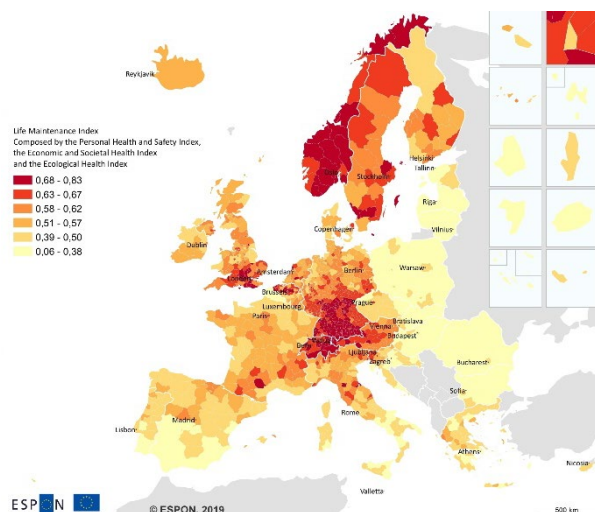 Reykjavik
Life Maintenance Index
Composed by the Personal Health and Safety Index,
the Economic and Societal Health Index
and the Ecological Health Index
0,68 - 0,83
0,63 - 0,67
0,58 - 0,62
0,51 - 0,57
0,39 - 0,50
0,06 - 0,38
Helsinki
Tallinn
Stockholm
Riga
Copenhagen
Vilnius
Dublin
Amsterdam
Berlin
Warsaw
London
Brussels
Luxembourg
Prague
Paris
Bratislava
Vienna
Budapest
Bern
Ljubljana
Zagreb
Bucharest
Sofia
Rome
Madrid
Lisbon
Athens
Valletta
Nicosia
ESPON
© ESPON, 2019
500 km